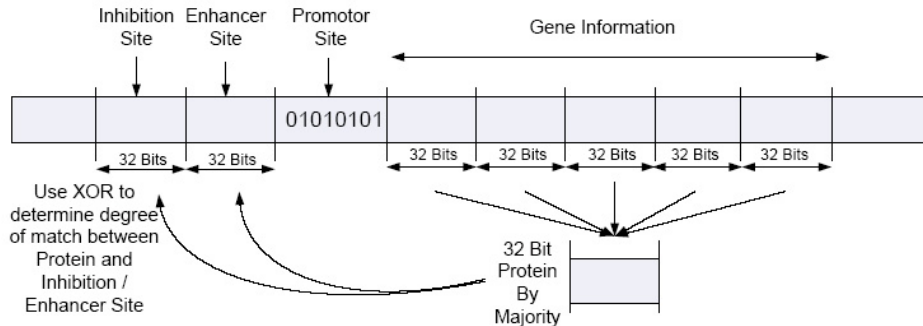 Inhibition
Site
Enhancer
Site
Promotor
Site
Gene Information
01010101
32 Bits
32 Bits
32 Bits
32 Bits
32 Bits
32 Bits
32 Bits
Use XOR to
determine degree
of match between
Protein and
Inhibition /
Enhancer Site
32 Bit
Protein
By
Majority